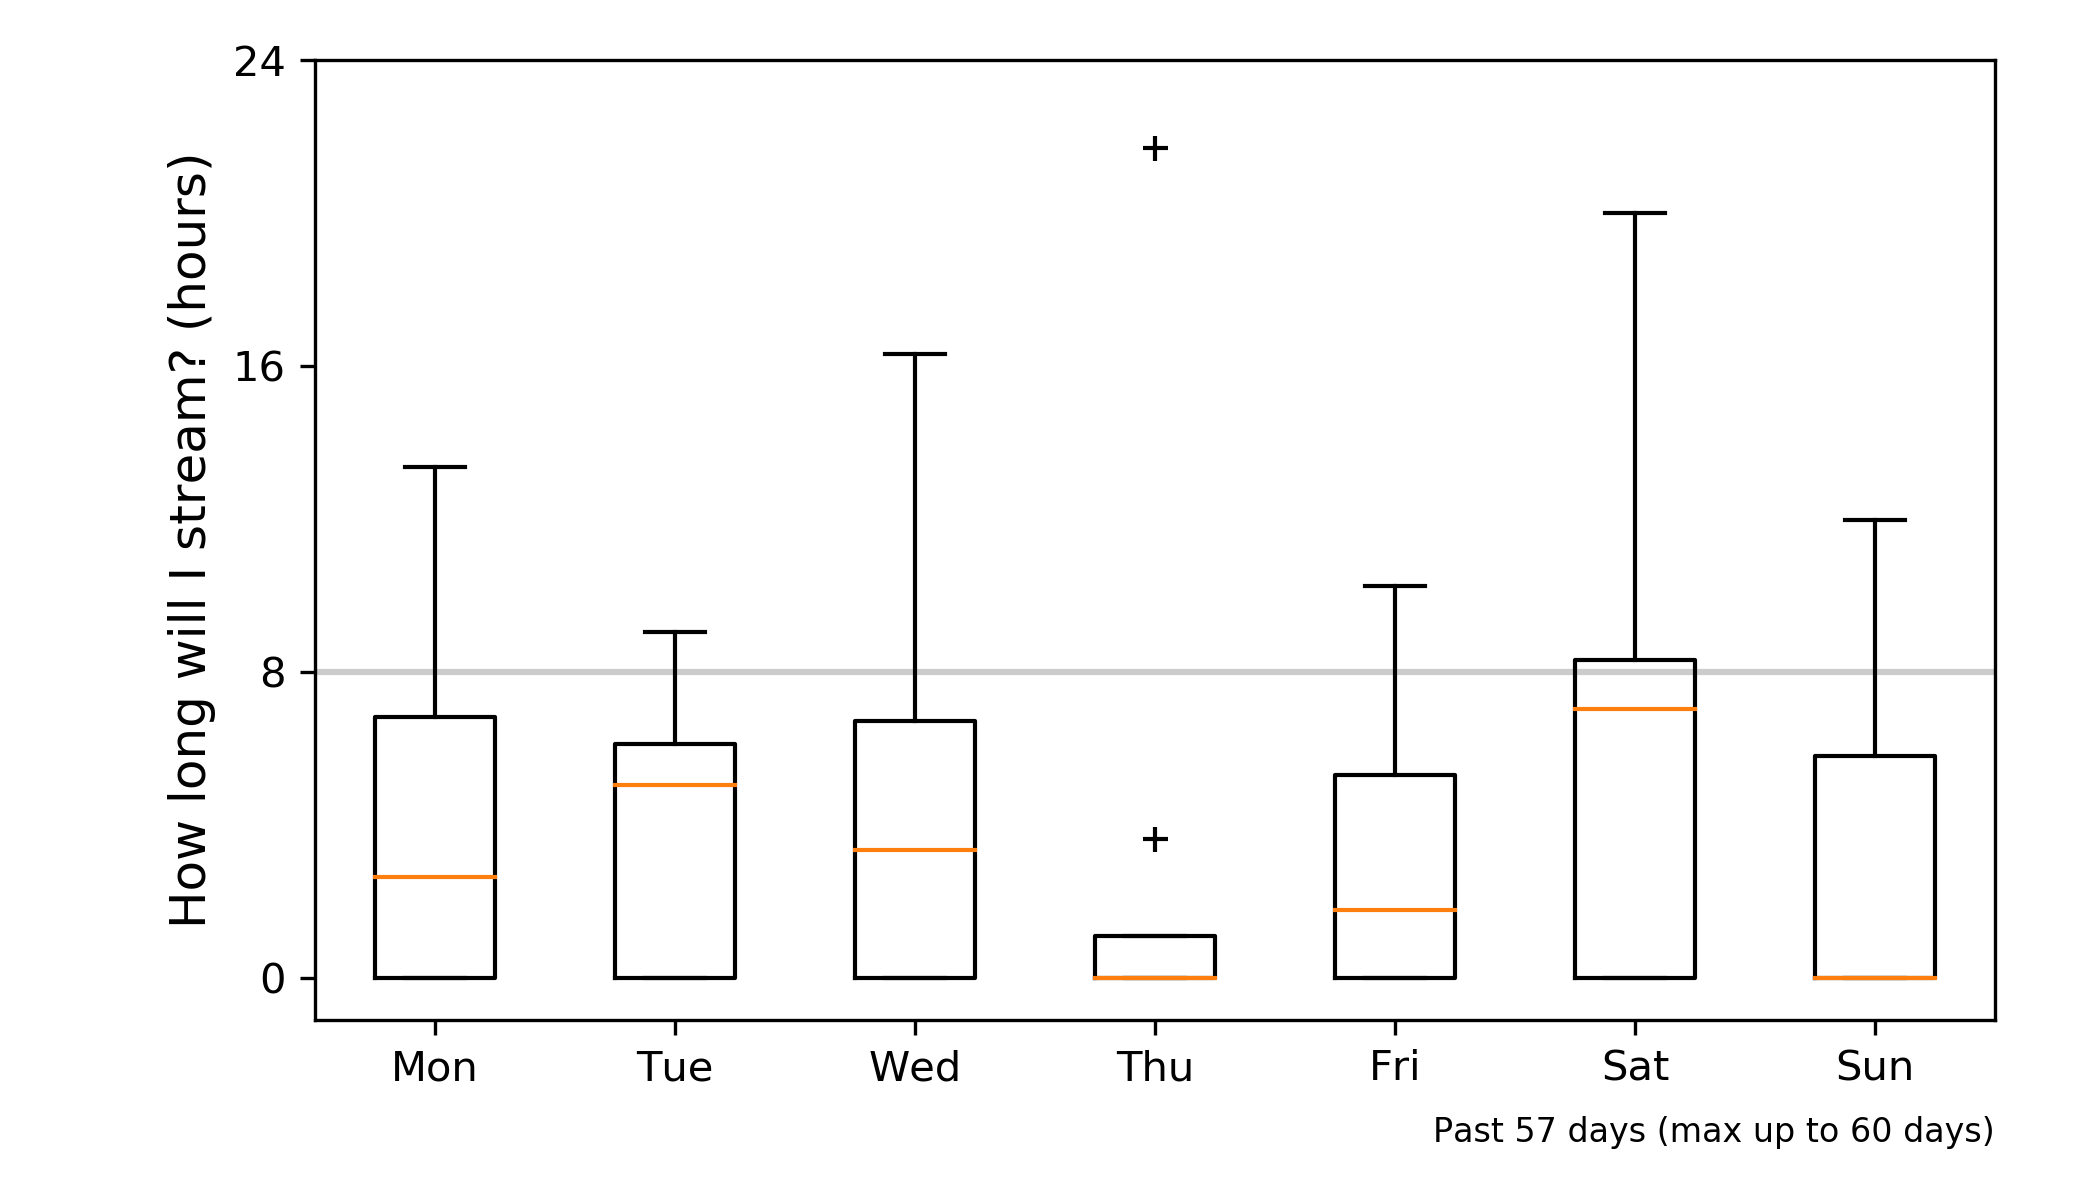 How long will I stream? (hours)
24
16
8
0
Mon Tue Wed Thu Fri Sat Sun
Past 57 days (max up to 60 days)